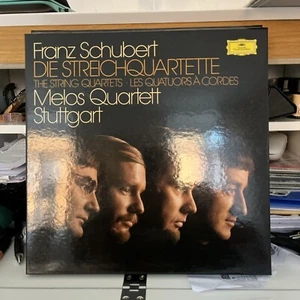 Franz Schubert
DIE STREICHQUARTETTE
THE STRING QUARTETS · LES QUATUORS À CORDES
Melos Quartett
Stuttgart